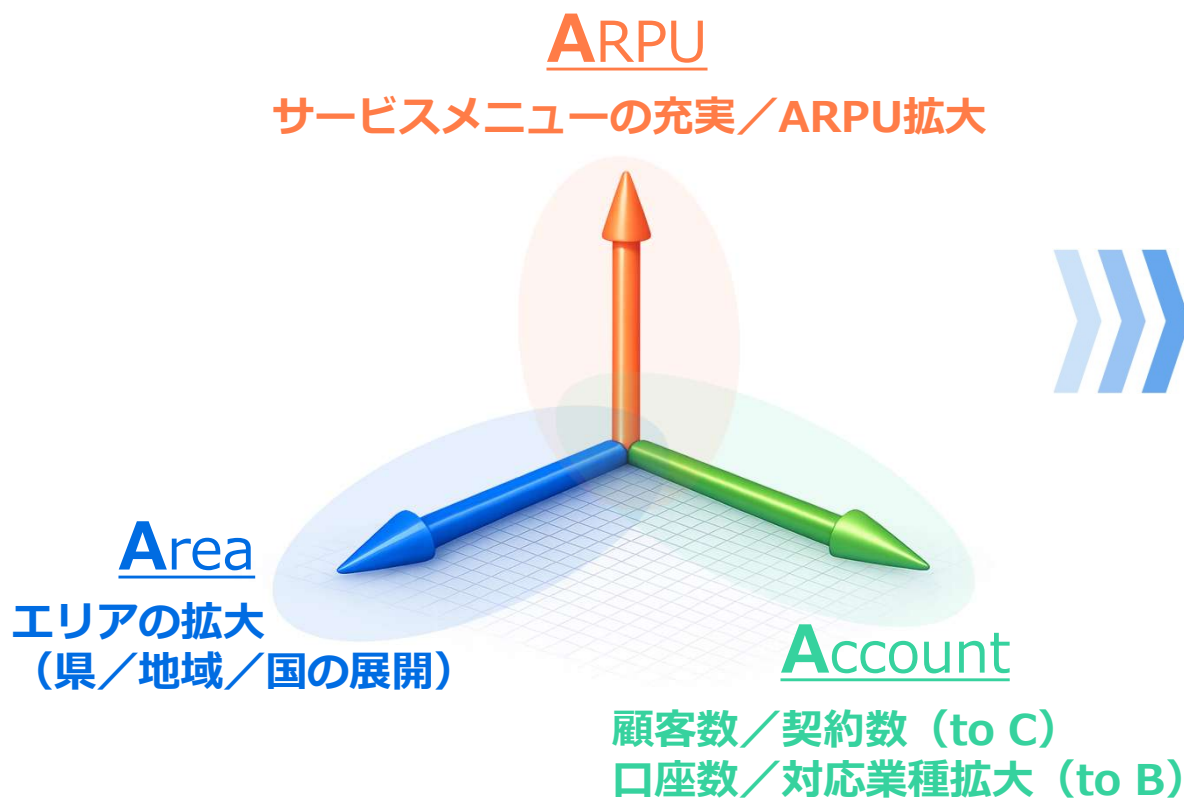 ARPU
サービスメニューの充実／ARPU拡大
Area
エリアの拡大
（県／地域／国の展開）
Account
顧客数／契約数（to C）
口座数／対応業種拡大（to B）